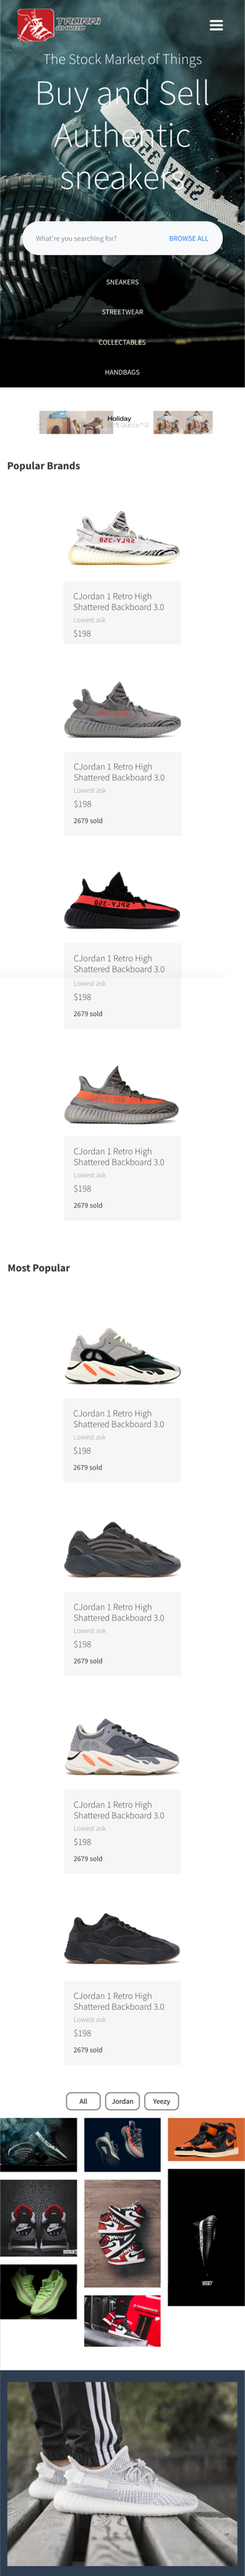 The Stock Market of Things
Buy and Sell
Authentic
sneakers
What're you searching for? BROWSE ALL
SNEAKERS
STREETWEAR
COLLECTABLES
HANDBAGS
Holiday
Popular Brands
CJordan 1 Retro High
Shattered Backboard 3.0
Lowest ask
$198
CJordan 1 Retro High
Shattered Backboard 3.0
Lowest ask
$198
2679 sold
CJordan 1 Retro High
Shattered Backboard 3.0
Lowest ask
$198
2679 sold
CJordan 1 Retro High
Shattered Backboard 3.0
Lowest ask
$198
2679 sold
Most Popular
CJordan 1 Retro High
Shattered Backboard 3.0
Lowest ask
$198
2679 sold
CJordan 1 Retro High
Shattered Backboard 3.0
Lowest ask
$198
2679 sold
CJordan 1 Retro High
Shattered Backboard 3.0
Lowest ask
$198
2679 sold
CJordan 1 Retro High
Shattered Backboard 3.0
Lowest ask
$198
2679 sold
All Jordan Yeezy